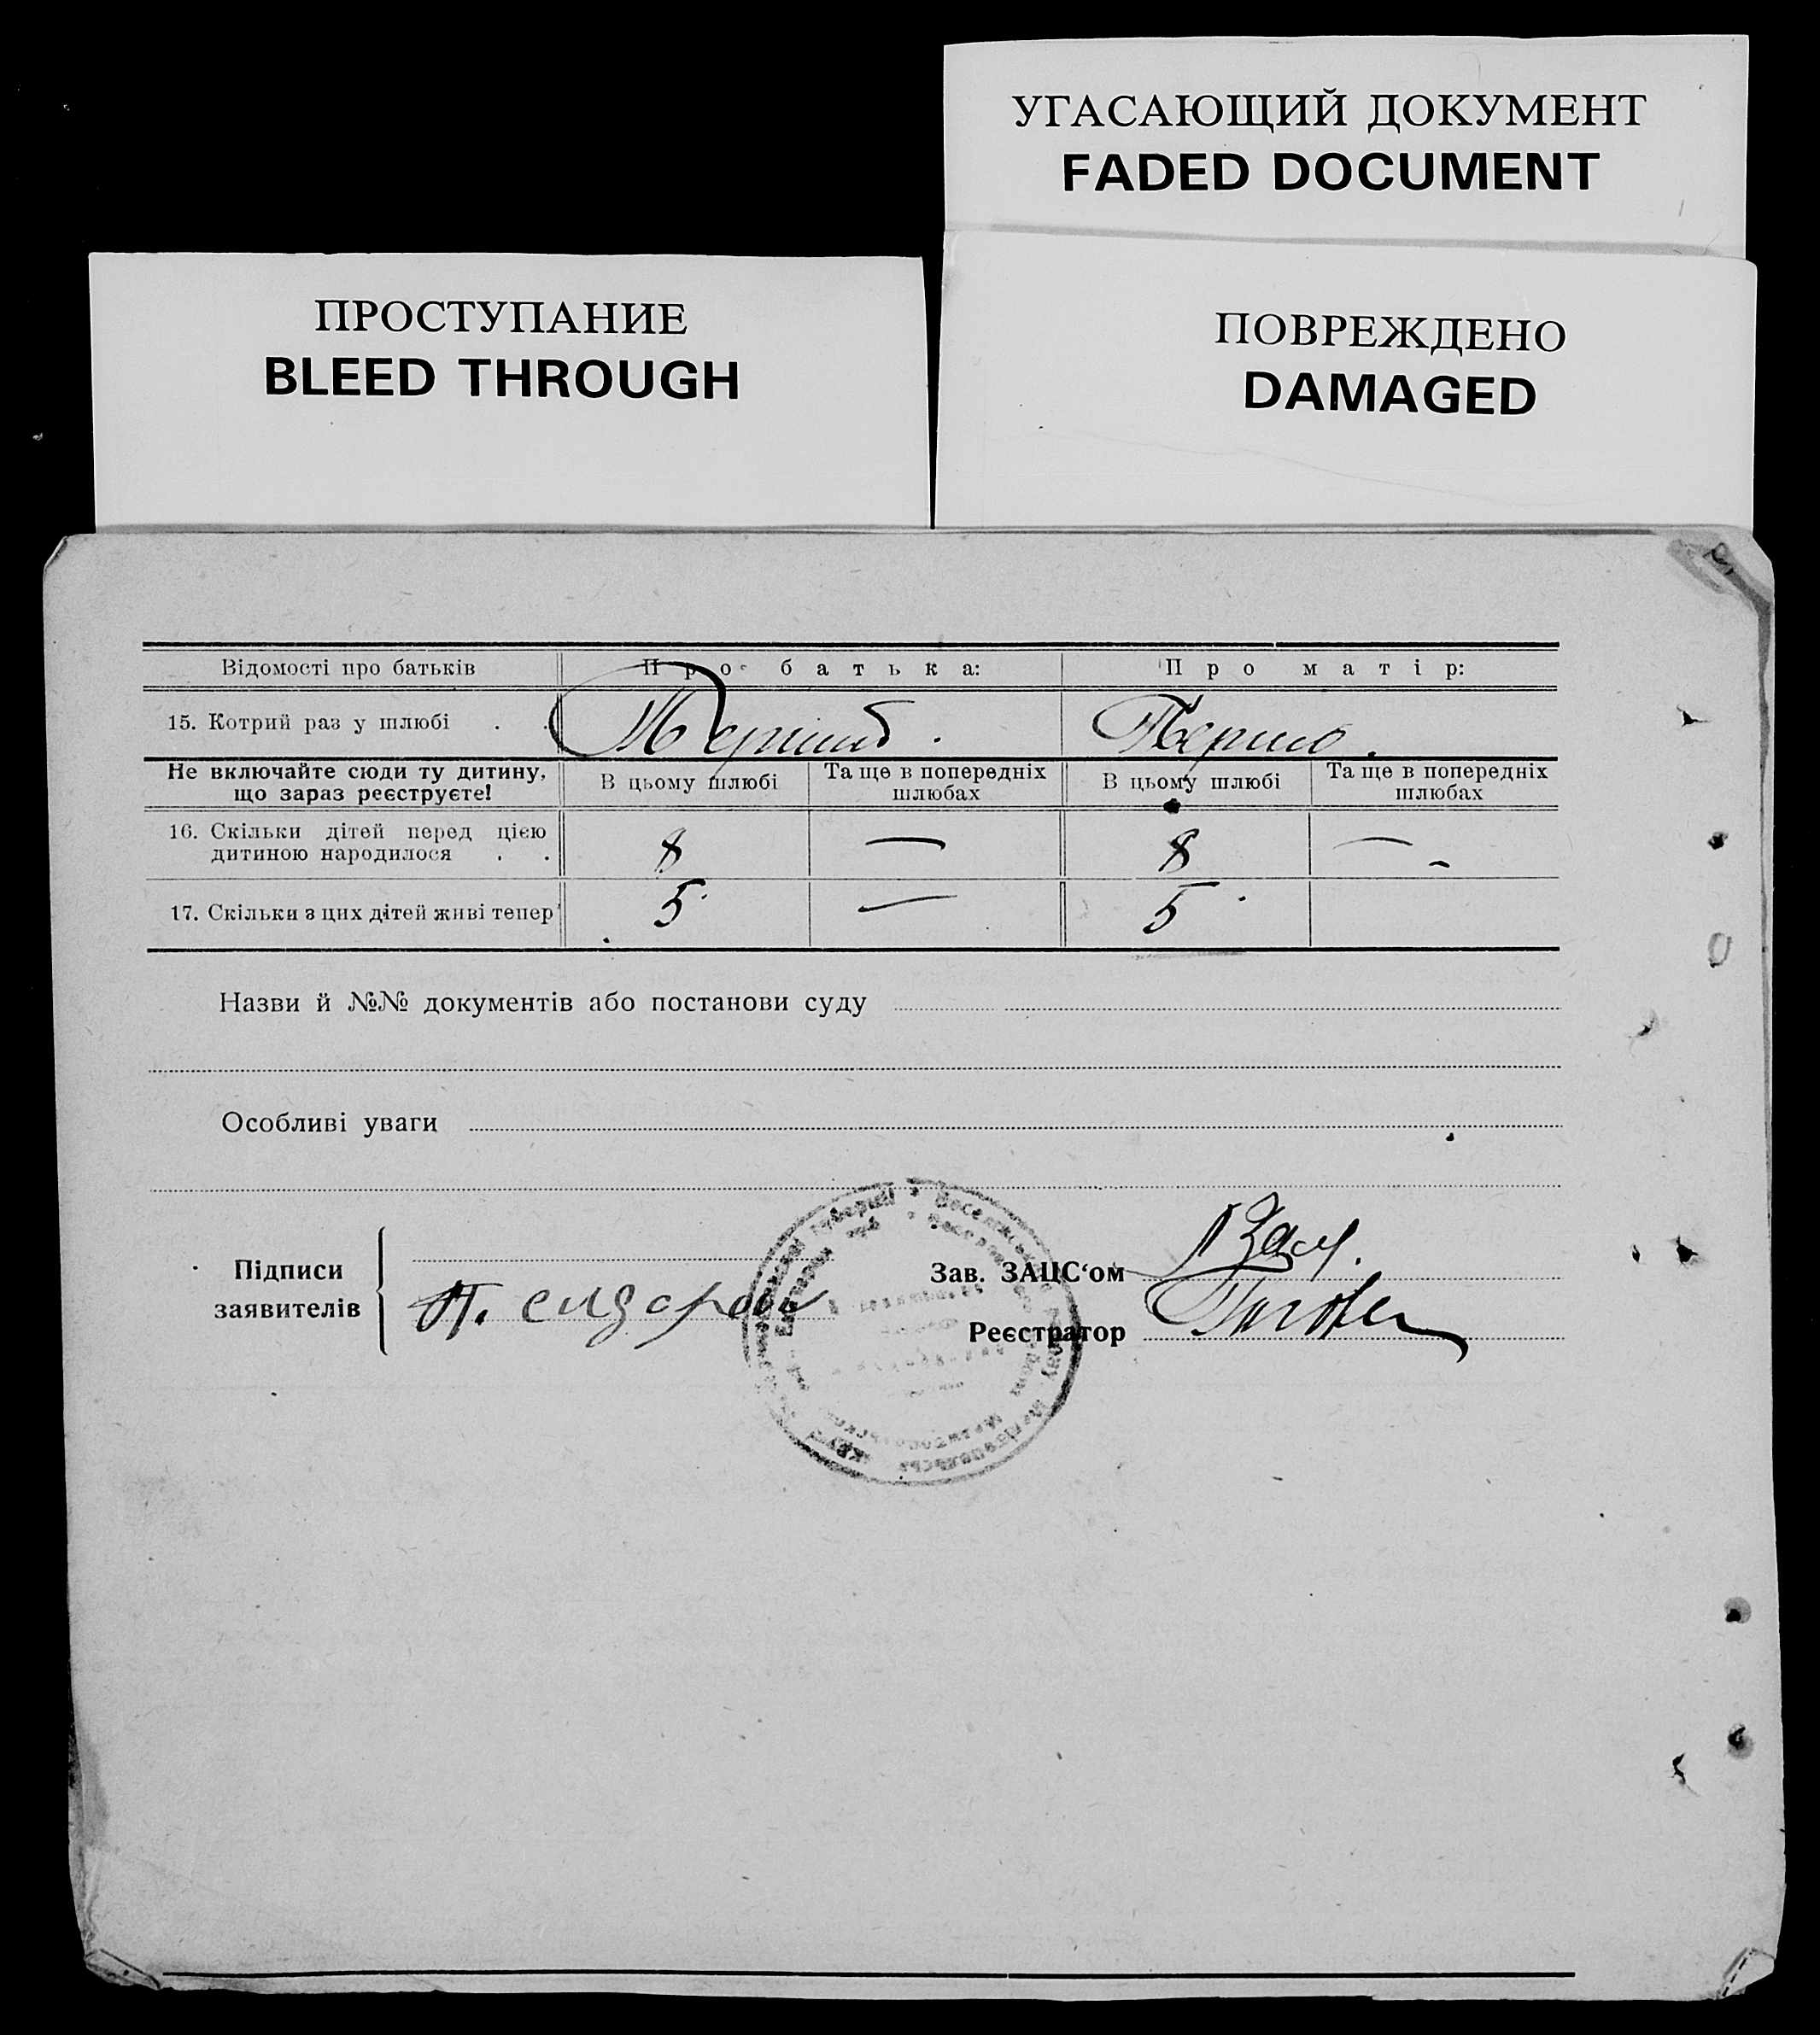 УГАСАЮЩИЙ ДОКУМЕНТ
FADED DOCUMENT
ПРОСТУПАНИЕ
BLEED THROUGH
ПОВРЕЖДЕНО
DAMAGED
Відомості про батьків Про батька: Про матір:
15. Котрий раз у шлюбі . .
Не включайте сюди ту дитину, що зараз реєструєте! В цьому шлюбі Та ще в попередніх шлюбах В цьому шлюбі Та ще в попередніх шлюбах
16. Скільки дітей перед цією
дитиною народилося . . 8 — 8 —
17. Скільки з цих дітей живі тепер 5 — 5
Назви й №№ документів або постанови суду
Особливі уваги
Підписи
заявителів
Зав. ЗАЦС‘ом
Реєстратор